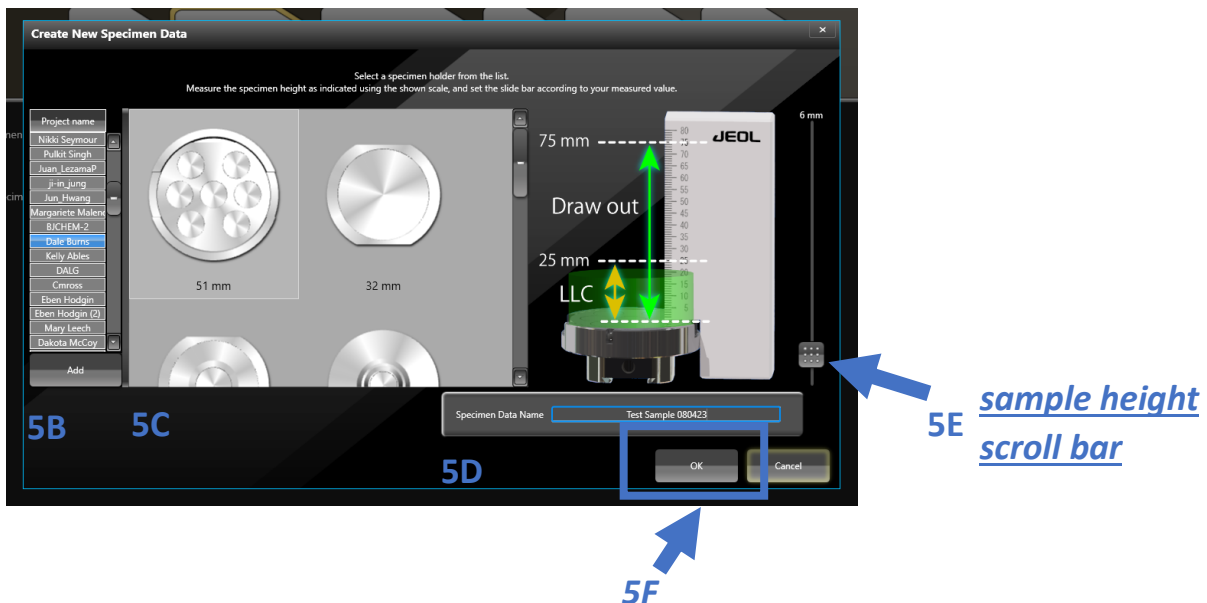 Create New Specimen Data
Select a specimen holder from the list.
Measure the specimen height as indicated using the shown scale, and set the slide bar according to your measured value.
Project name
Nikki Seymour
Pulkit Singh
Juan_LezamaP
ji-in_jung
Jun_Hwang
Margariete Malen
BJCHEM-2
Dale Burns
Kelly Ables
DALG
Cmross
Eben Hodgin
Eben Hodgin (2)
Mary Leech
Dakota McCoy
Add
51 mm
32 mm
75 mm
Draw out
25 mm
LLC
80
75
70
65
60
55
50
45
40
35
30
25
20
15
10
5
JEOL
6 mm
Specimen Data Name
Test Sample 080423
OK
Cancel
5B
5C
5D
5E
sample height
scroll bar
5F